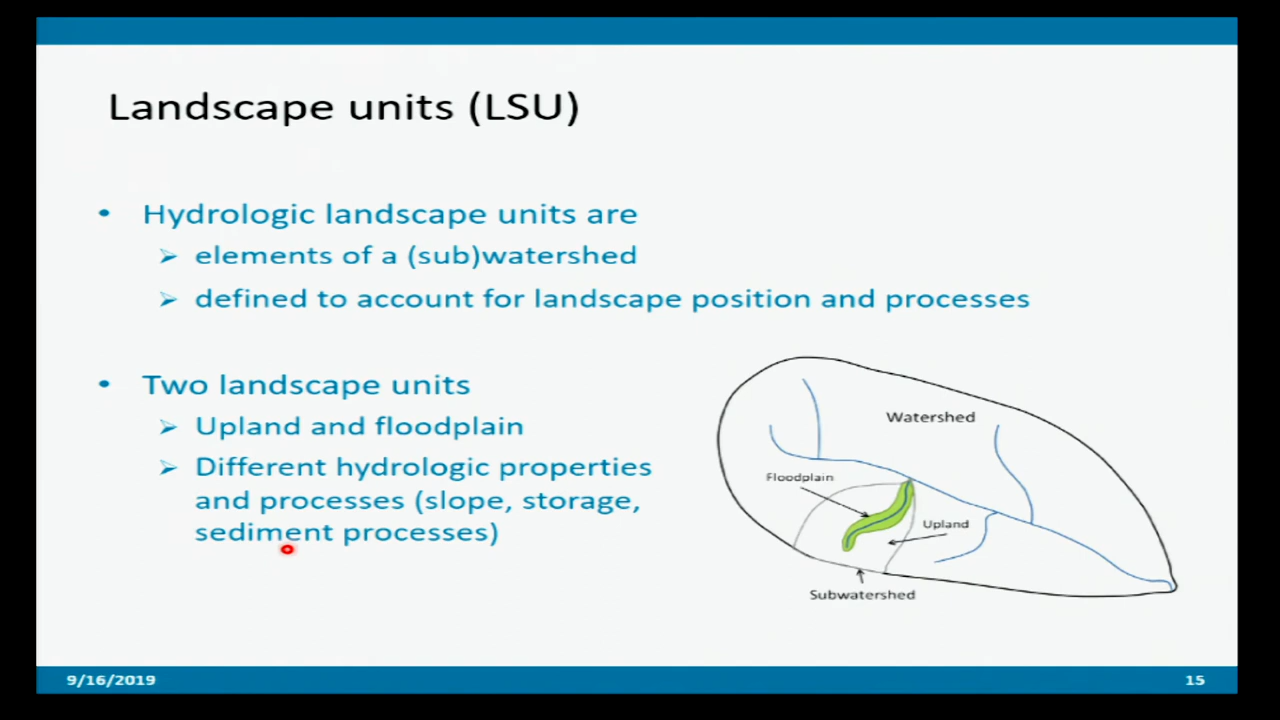 Landscape units (LSU)
• Hydrologic landscape units are
➢ elements of a (sub)watershed
➢ defined to account for landscape position and processes
• Two landscape units
➢ Upland and floodplain
➢ Different hydrologic properties
and processes (slope, storage,
sediment processes)
Watershed
Floodplain
Upland
Subwatershed
9/16/2019
15